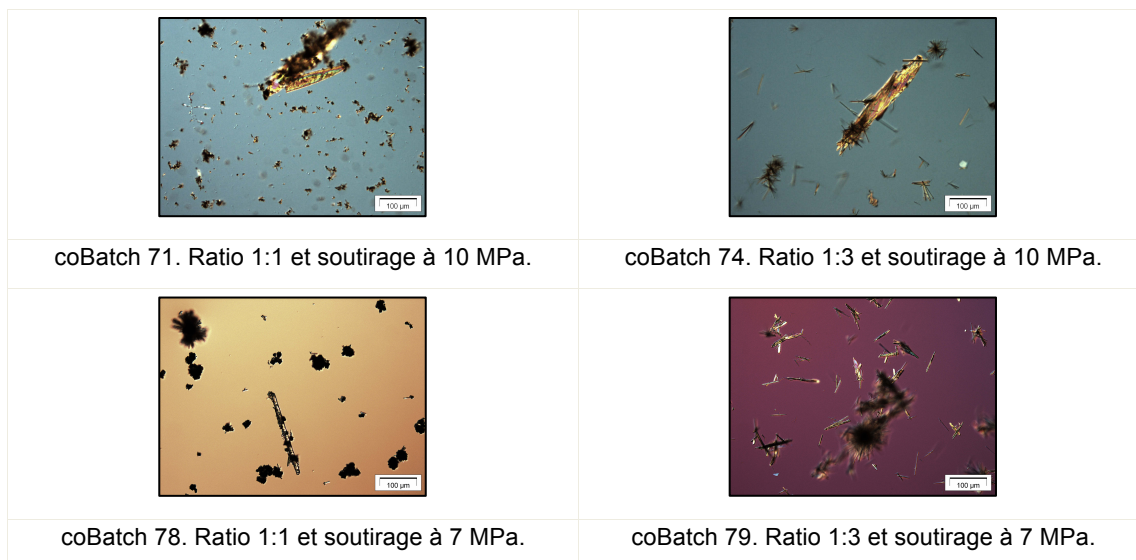 100 µm
100 µm
coBatch 71. Ratio 1:1 et soutirage à 10 MPa.
coBatch 74. Ratio 1:3 et soutirage à 10 MPa.
100 µm
100 µm
coBatch 78. Ratio 1:1 et soutirage à 7 MPa.
coBatch 79. Ratio 1:3 et soutirage à 7 MPa.